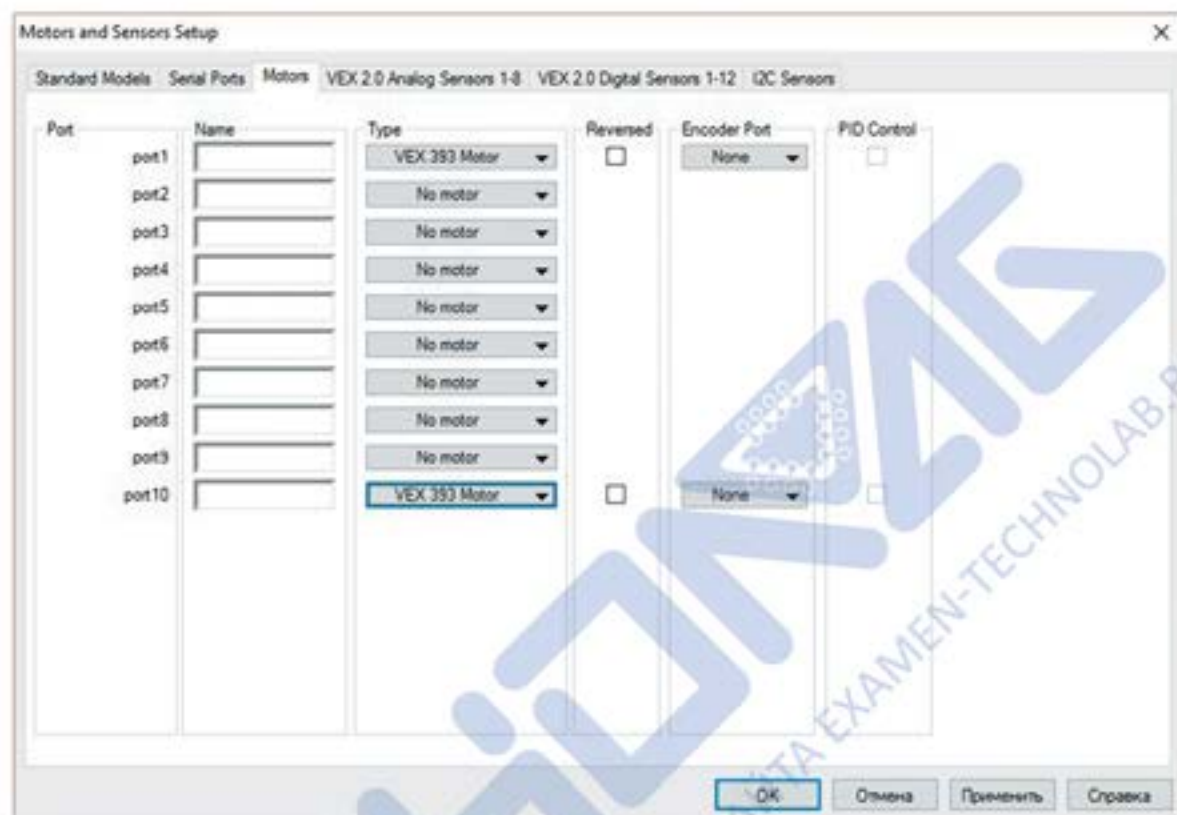 Motors and Sensors Setup
Standard Models Serial Ports Motors VEX 2.0 Analog Sensors 1-8 VEX 2.0 Digital Sensors 1-12 I2C Sensors
Port Name Type Reversed Encoder Port PID Control
port1 VEX 393 Motor None
port2 No motor
port3 No motor
port4 No motor
port5 No motor
port6 No motor
port7 No motor
port8 No motor
port9 No motor
port10 VEX 393 Motor None
OK Отмена Применить Справка
EXAMEN-TECHNOLAB.R